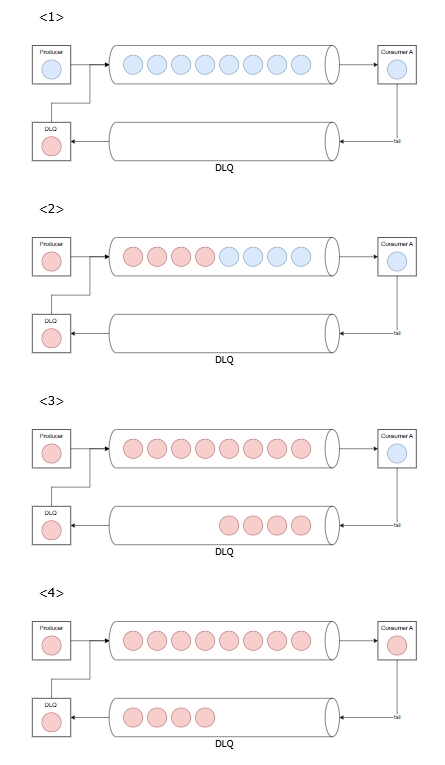 <1>
Producer
Consumer A
DLQ
fail
DLQ
<2>
Producer
Consumer A
DLQ
fail
DLQ
<3>
Producer
Consumer A
DLQ
fail
DLQ
<4>
Producer
Consumer A
DLQ
fail
DLQ